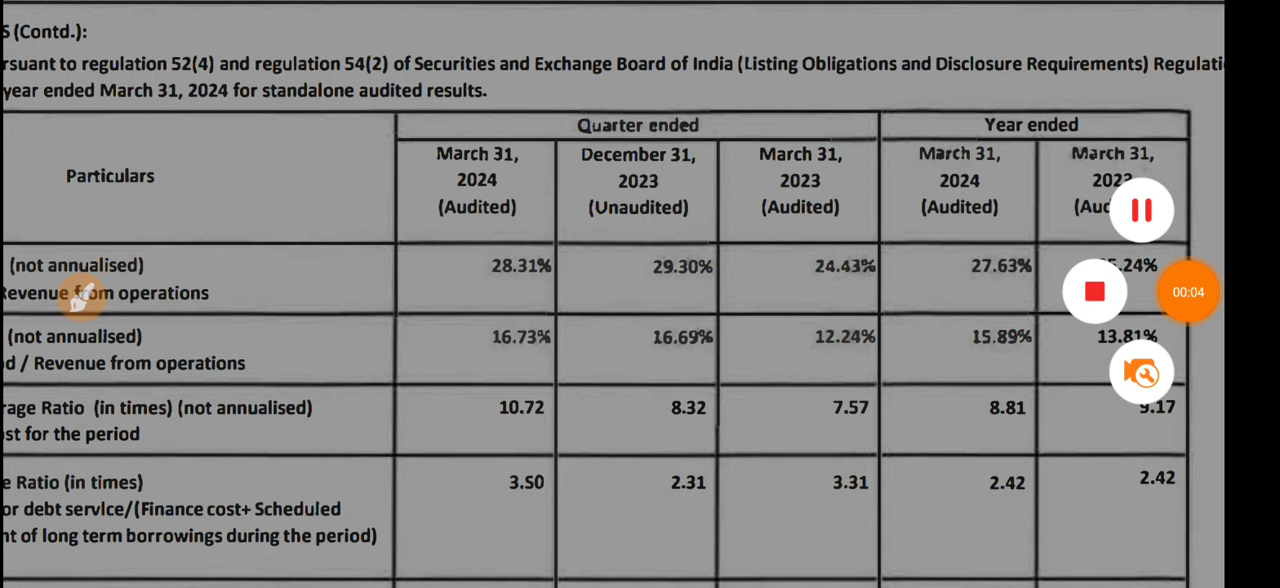 S (Contd.):
rsuant to regulation 52(4) and regulation 54(2) of Securities and Exchange Board of India (Listing Obligations and Disclosure Requirements) Regulati
year ended March 31, 2024 for standalone audited results.
Quarter ended Year ended
Particulars
March 31, December 31, March 31, March 31, March 31,
2024 2023 2023 2024 2023
(Audited) (Unaudited) (Audited) (Audited) (Aud
(not annualised) 28.31% 29.30% 24.43% 27.63% .24%
Revenue from operations
(not annualised) 16.73% 16.69% 12.24% 15.89% 13.81%
d / Revenue from operations
rage Ratio (in times) (not annualised) 10.72 8.32 7.57 8.81 9.17
st for the period
e Ratio (in times) 3.50 2.31 3.31 2.42 2.42
or debt service/(Finance cost+ Scheduled
nt of long term borrowings during the period)
00:04